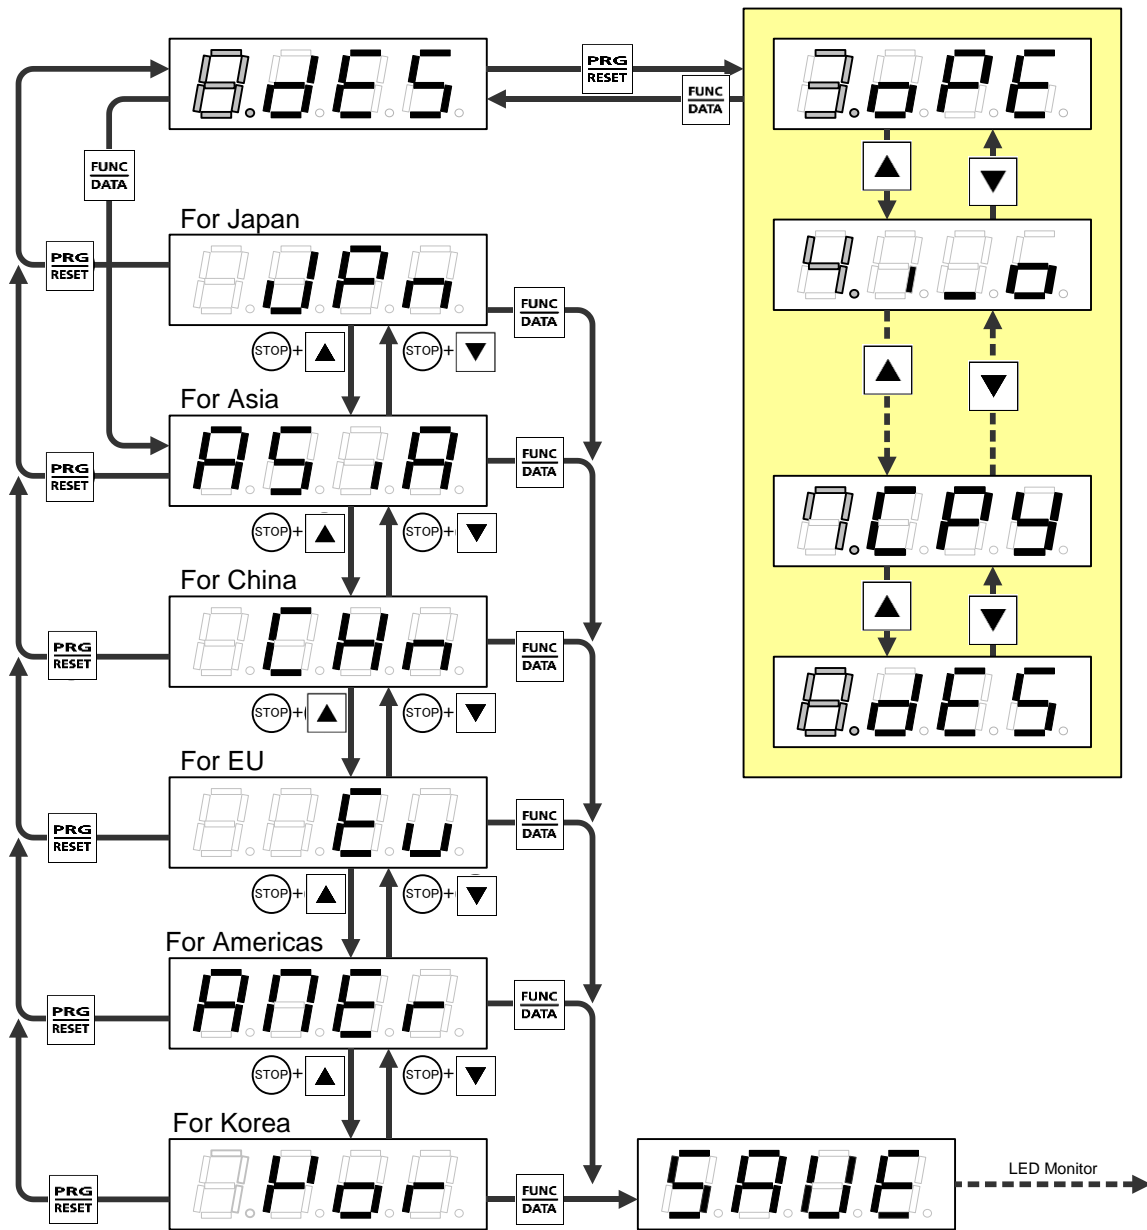 8.dES
PRG
RESET
FUNC
DATA
3.oPE
▲
▼
FUNC
DATA
4.i_o
For Japan
PRG
RESET
JPn
FUNC
DATA
STOP + ▲
STOP + ▼
▲
▼
For Asia
PRG
RESET
ASiA
FUNC
DATA
STOP + ▲
STOP + ▼
7.CPy
For China
PRG
RESET
CHn
FUNC
DATA
STOP + ▲
STOP + ▼
▲
▼
8.dES
For EU
PRG
RESET
EU
FUNC
DATA
STOP + ▲
STOP + ▼
For Americas
PRG
RESET
AMEr
FUNC
DATA
STOP + ▲
STOP + ▼
For Korea
PRG
RESET
Kor
FUNC
DATA
SAVE
LED Monitor